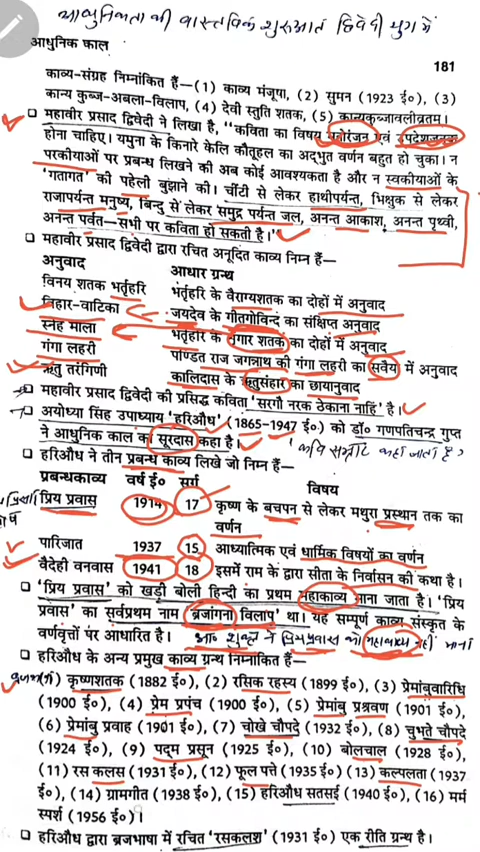 आधुनिकता की वास्तविक शुरुआत द्विवेदी युग में
आधुनिक काल
181
काव्य-संग्रह निम्नांकित हैं—(1) काव्य मंजूषा, (2) सुमन (1923 ई०), (3)
कान्य कुब्ज-अबला-विलाप, (4) देवी स्तुति शतक, (5) कान्यकुब्जावलीव्रतम।
महावीर प्रसाद द्विवेदी ने लिखा है, "कविता का विषय मनोरंजन एवं उपदेशजनक
होना चाहिए। यमुना के किनारे केलि कौतूहल का अद्भुत वर्णन बहुत हो चुका। न
परकीयाओं पर प्रबन्ध लिखने की अब कोई आवश्यकता है और न स्वकीयाओं के
'गतागत' की पहेली बुझाने की। चींटी से लेकर हाथीपर्यन्त, भिक्षुक से लेकर
राजापर्यन्त मनुष्य, बिन्दु से लेकर समुद्र पर्यन्त जल, अनन्त आकाश, अनन्त पृथ्वी,
अनन्त पर्वत—सभी पर कविता हो सकती है।"
महावीर प्रसाद द्विवेदी द्वारा रचित अनूदित काव्य निम्न हैं—
अनुवाद आधार ग्रन्थ
विनय शतक भर्तृहरि भर्तृहरि के वैराग्यशतक का दोहों में अनुवाद
विहार-वाटिका जयदेव के गीतगोविन्द का संक्षिप्त अनुवाद
स्नेह माला भर्तृहरि के शृंगार शतक का दोहों में अनुवाद
गंगा लहरी पण्डित राज जगन्नाथ की गंगा लहरी का सवैया में अनुवाद
ऋतु तरंगिणी कालिदास के ऋतुसंहार का छायानुवाद
महावीर प्रसाद द्विवेदी की प्रसिद्ध कविता 'सरगौ नरक ठेकाना नाहिं' है।
अयोध्या सिंह उपाध्याय 'हरिऔध' (1865-1947 ई०) को डॉ० गणपतिचन्द्र गुप्त
ने आधुनिक काल का सूरदास कहा है। कवि सम्राट कहा जाता है
हरिऔध ने तीन प्रबन्ध काव्य लिखे जो निम्न हैं—
प्रबन्धकाव्य वर्ष ई० सर्ग विषय
प्रिय प्रवास 1914 17 कृष्ण के बचपन से लेकर मथुरा प्रस्थान तक का
वर्णन
पारिजात 1937 15 आध्यात्मिक एवं धार्मिक विषयों का वर्णन
वैदेही वनवास 1941 18 इसमें राम के द्वारा सीता के निर्वासन की कथा है।
'प्रिय प्रवास' को खड़ी बोली हिन्दी का प्रथम महाकाव्य माना जाता है। 'प्रिय
प्रवास' का सर्वप्रथम नाम 'ब्रजांगना विलाप' था। यह सम्पूर्ण काव्य संस्कृत के
वर्णवृत्तों पर आधारित है। आ० शुक्ल ने प्रियप्रवास को महाकाव्य नहीं माना
हरिऔध के अन्य प्रमुख काव्य ग्रन्थ निम्नांकित हैं—
(1) कृष्णशतक (1882 ई०), (2) रसिक रहस्य (1899 ई०), (3) प्रेमांबुवारिधि
(1900 ई०), (4) प्रेम प्रपंच (1900 ई०), (5) प्रेमांबु प्रश्रवण (1901 ई०),
(6) प्रेमांबु प्रवाह (1901 ई०), (7) चोखे चौपदे (1932 ई०), (8) चुभते चौपदे
(1924 ई०), (9) पद्म प्रसून (1925 ई०), (10) बोलचाल (1928 ई०),
(11) रस कलस (1931 ई०), (12) फूल पत्ते (1935 ई०) (13) कल्पलता (1937
ई०), (14) ग्रामगीत (1938 ई०), (15) हरिऔध सतसई (1940 ई०), (16) मर्म
स्पर्श (1956 ई०)।
हरिऔध द्वारा ब्रजभाषा में रचित 'रसकलश' (1931 ई०) एक रीति ग्रन्थ है।